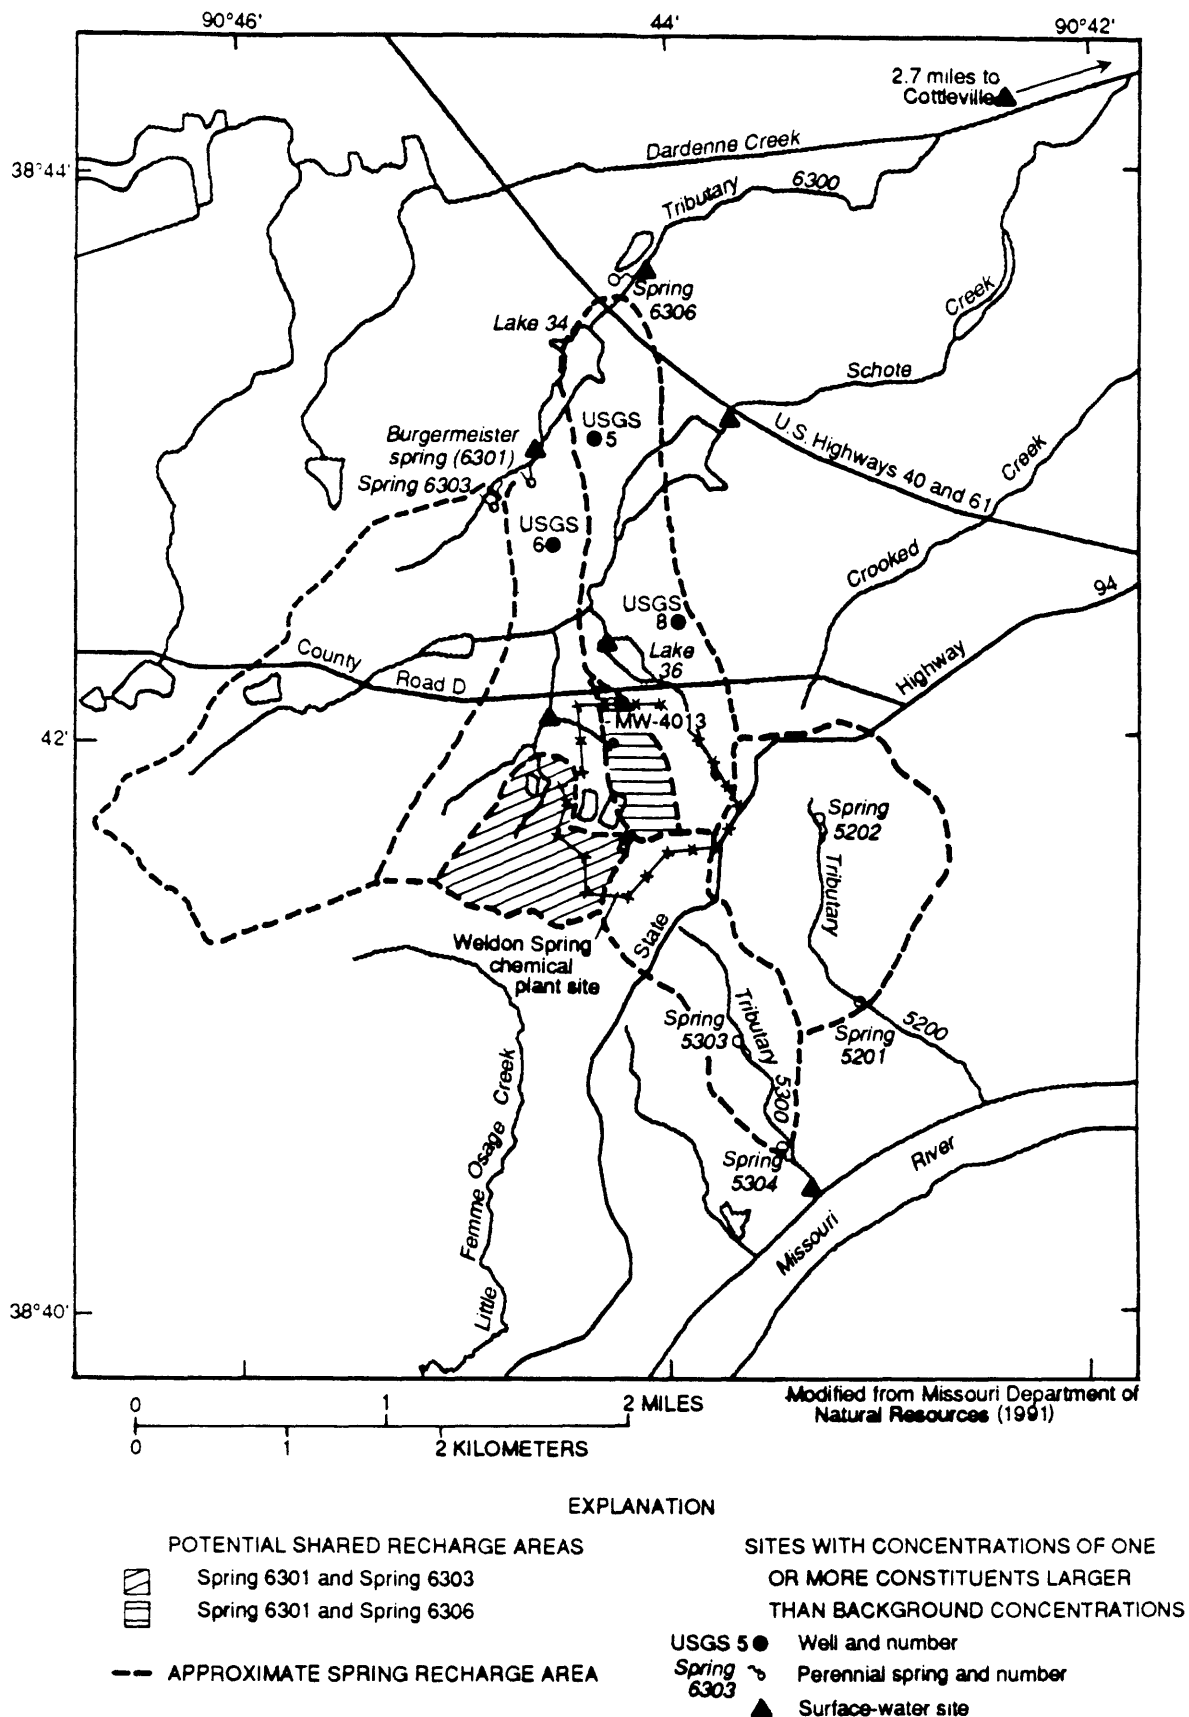 90°46'
44'
90°42'
2.7 miles to
Cottleville
38°44'
Dardenne Creek
Tributary
6300
Spring
6306
Creek
Lake 34
Schote
USGS
5
Burgermeister
spring (6301)
Spring 6303
U.S. Highways 40 and 61
Creek
USGS
6
Crooked
94
USGS
8
County
Road D
Lake
36
Highway
MW-4013
42'
Spring
5202
Tributary
Weldon Spring
chemical
plant site
State
Tributary
5300
Spring
5303
5200
Spring
5201
Little Femme Osage Creek
Spring
5304
River
Missouri
38°40'
0 1 2 MILES
0 1 2 KILOMETERS
Modified from Missouri Department of
Natural Resources (1991)
EXPLANATION
POTENTIAL SHARED RECHARGE AREAS
Spring 6301 and Spring 6303
Spring 6301 and Spring 6306
APPROXIMATE SPRING RECHARGE AREA
SITES WITH CONCENTRATIONS OF ONE
OR MORE CONSTITUENTS LARGER
THAN BACKGROUND CONCENTRATIONS
USGS 5 Well and number
Spring
6303
Perennial spring and number
Surface-water site